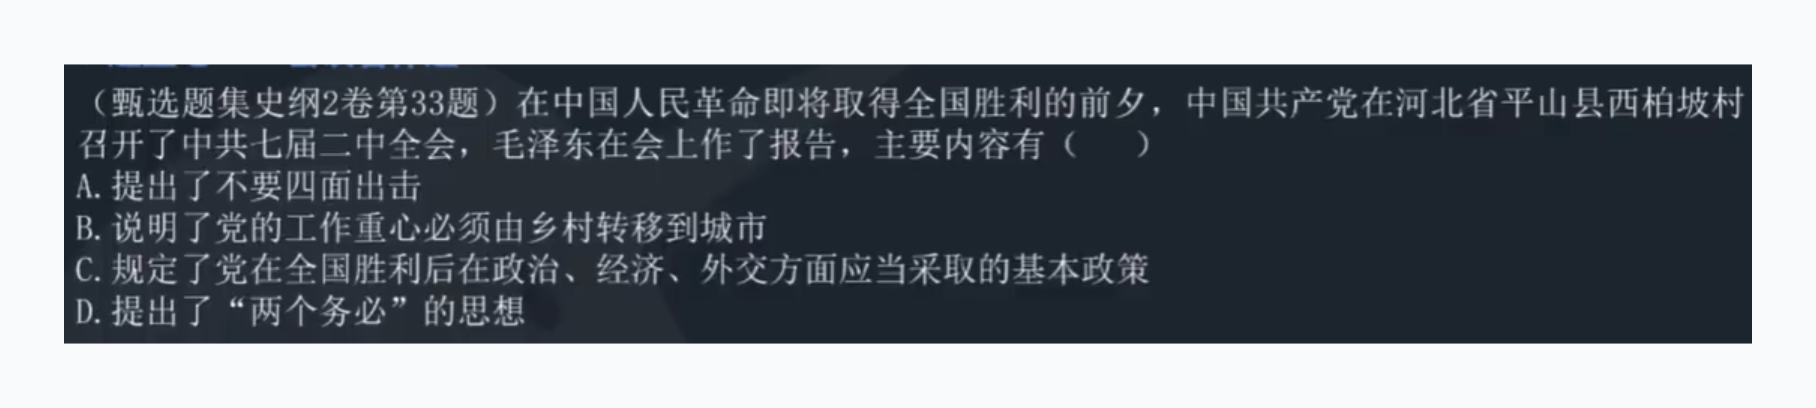 （甄选题集史纲2卷第33题）在中国人民革命即将取得全国胜利的前夕，中国共产党在河北省平山县西柏坡村
召开了中共七届二中全会，毛泽东在会上作了报告，主要内容有（　　）
A.提出了不要四面出击
B.说明了党的工作重心必须由乡村转移到城市
C.规定了党在全国胜利后在政治、经济、外交方面应当采取的基本政策
D.提出了“两个务必”的思想